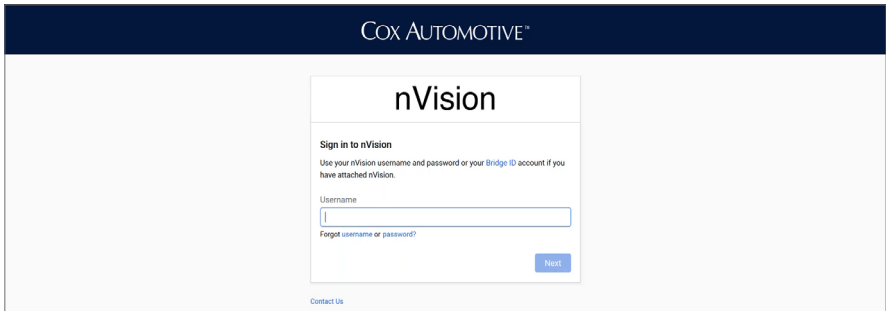 COX AUTOMOTIVE™
nVision
Sign in to nVision
Use your nVision username and password or your Bridge ID account if you
have attached nVision.
Username
Forgot username or password?
Next
Contact Us